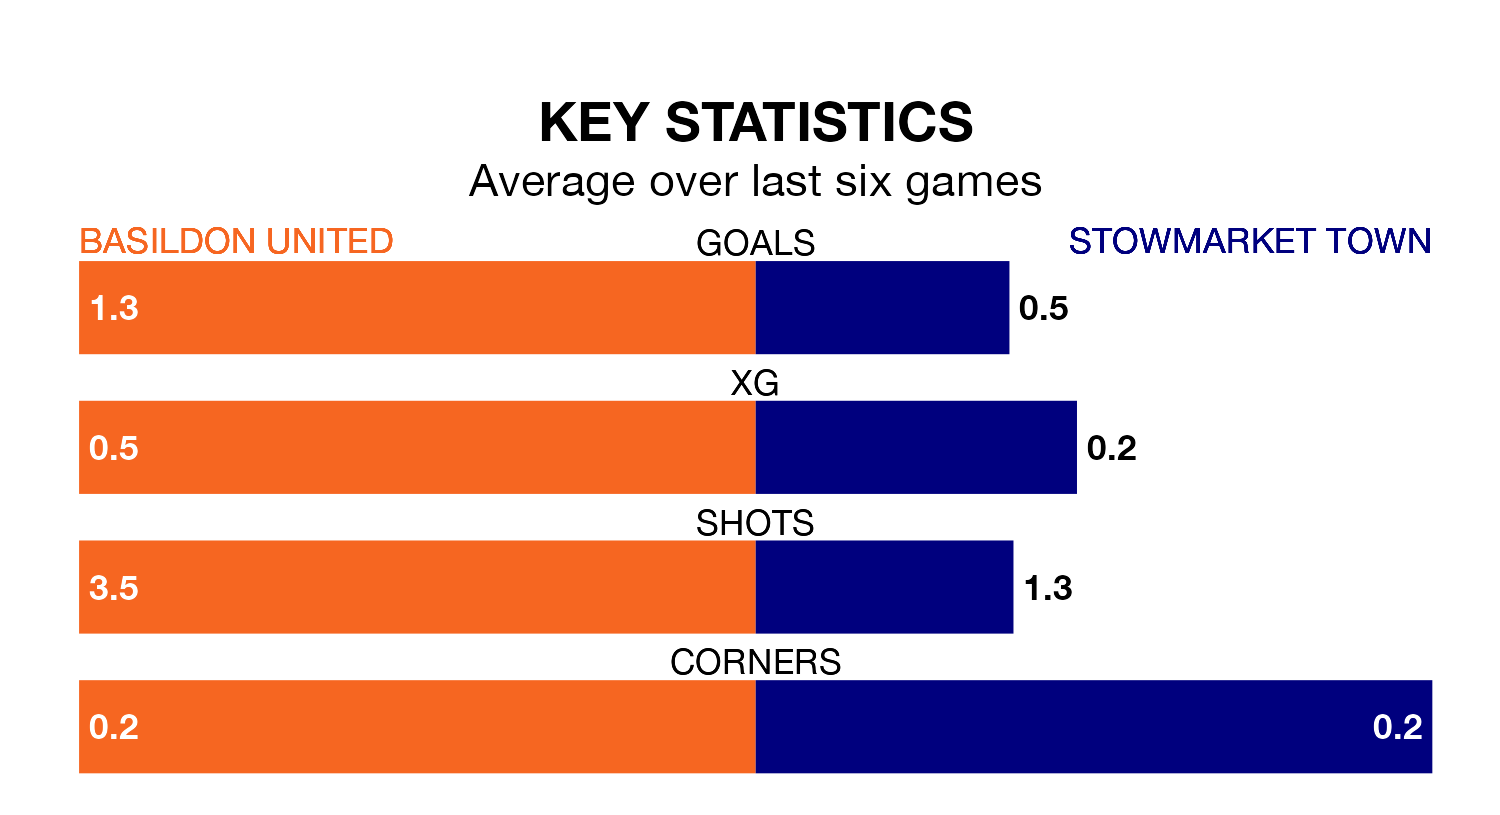 KEY STATISTICS
Average over last six games
BASILDON UNITED
GOALS
STOWMARKET TOWN
1.3
0.5
XG
0.5
0.2
SHOTS
3.5
1.3
CORNERS
0.2
0.2